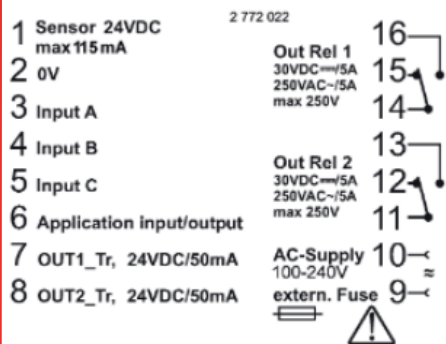 2 772 022
1 Sensor 24VDC
max 115mA
2 0V
3 Input A
4 Input B
5 Input C
6 Application input/output
7 OUT1_Tr, 24VDC/50mA
8 OUT2_Tr, 24VDC/50mA
Out Rel 1
30VDC⎓/5A
250VAC~/5A
max 250V
16
15
14
Out Rel 2
30VDC⎓/5A
250VAC~/5A
max 250V
13
12
11
AC-Supply 10
100-240V ≈
extern. Fuse 9